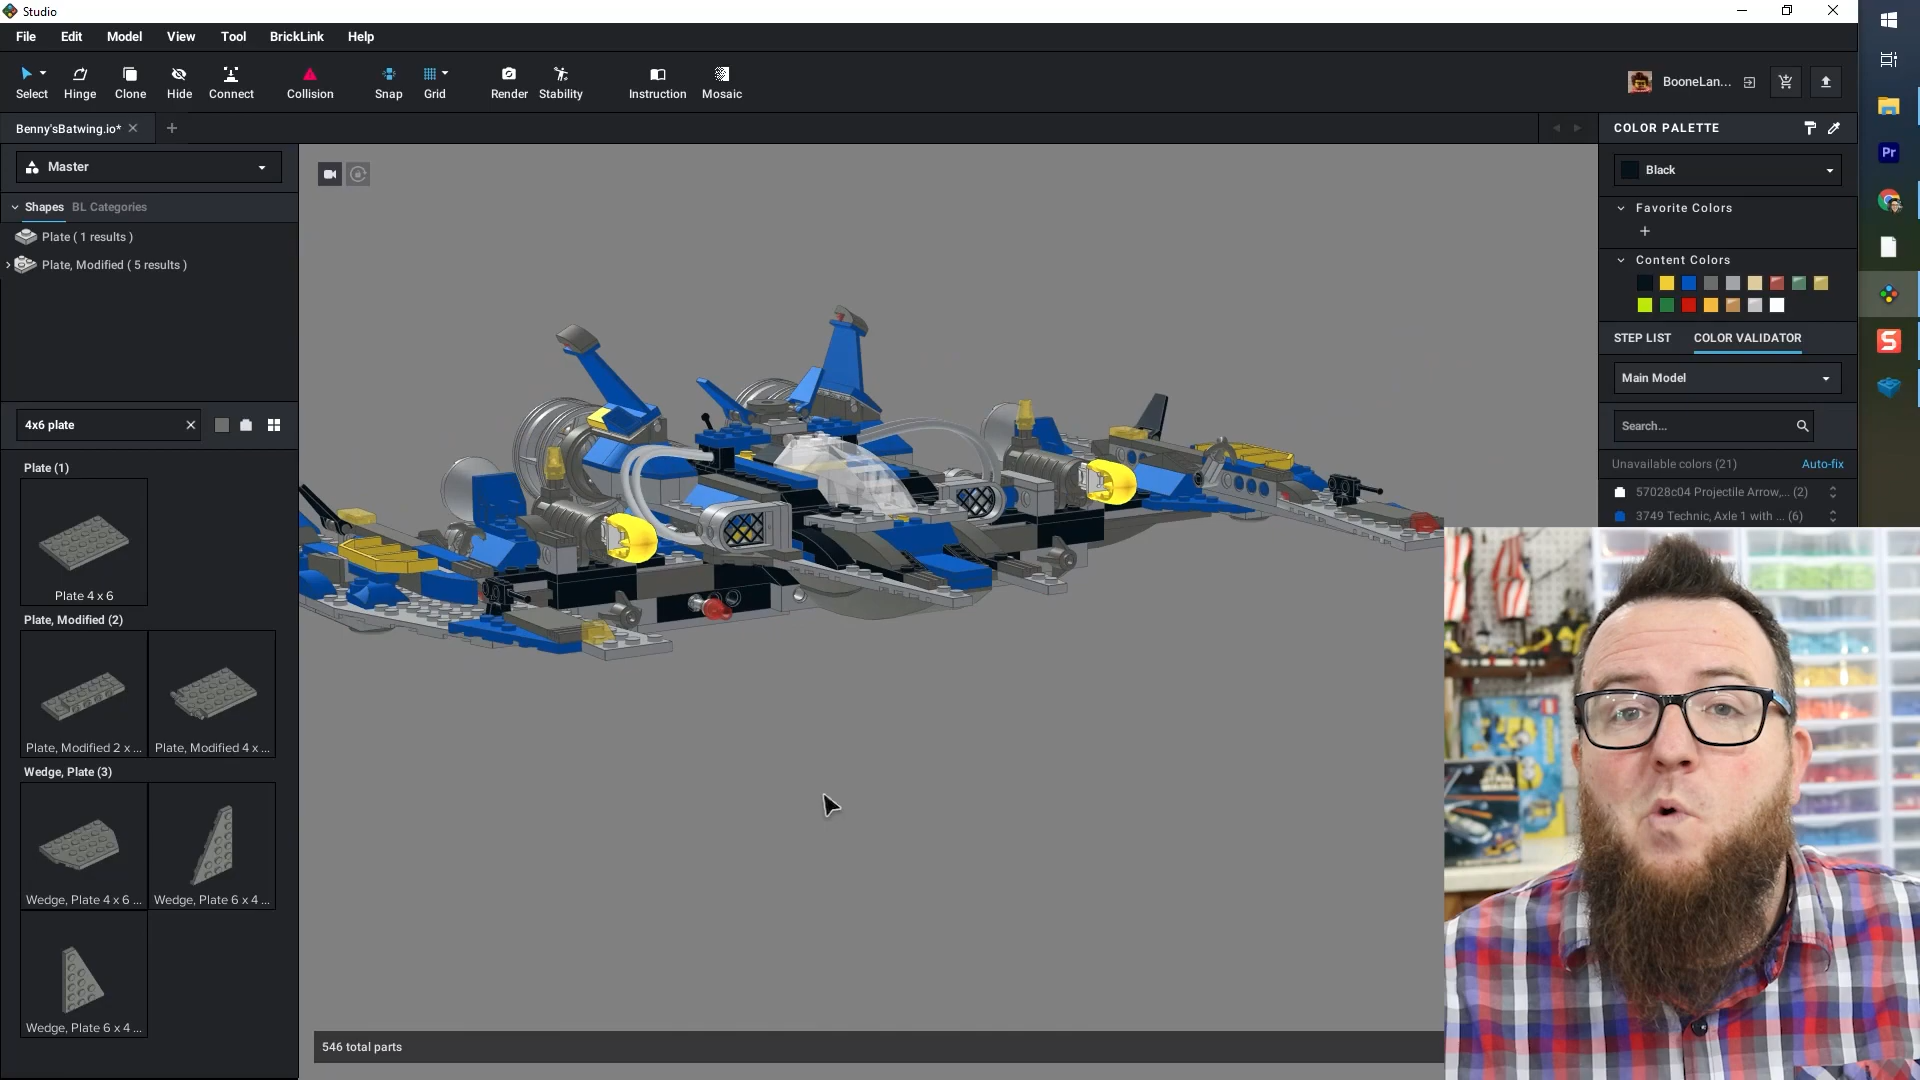 Studio
File Edit Model View Tool BrickLink Help
Select Hinge Clone Hide Connect Collision Snap Grid Render Stability Instruction Mosaic
BooneLan...
Benny'sBatwing.io*
Master
Shapes BL Categories
Plate ( 1 results )
Plate, Modified ( 5 results )
4x6 plate
Plate (1)
Plate 4 x 6
Plate, Modified (2)
Plate, Modified 2 x ... Plate, Modified 4 x ...
Wedge, Plate (3)
Wedge, Plate 4 x 6 ... Wedge, Plate 6 x 4 ...
Wedge, Plate 6 x 4 ...
546 total parts
COLOR PALETTE
Black
Favorite Colors
Content Colors
STEP LIST COLOR VALIDATOR
Main Model
Search...
Unavailable colors (21) Auto-fix
57028c04 Projectile Arrow,... (2)
3749 Technic, Axle 1 with ... (6)
Pr
S